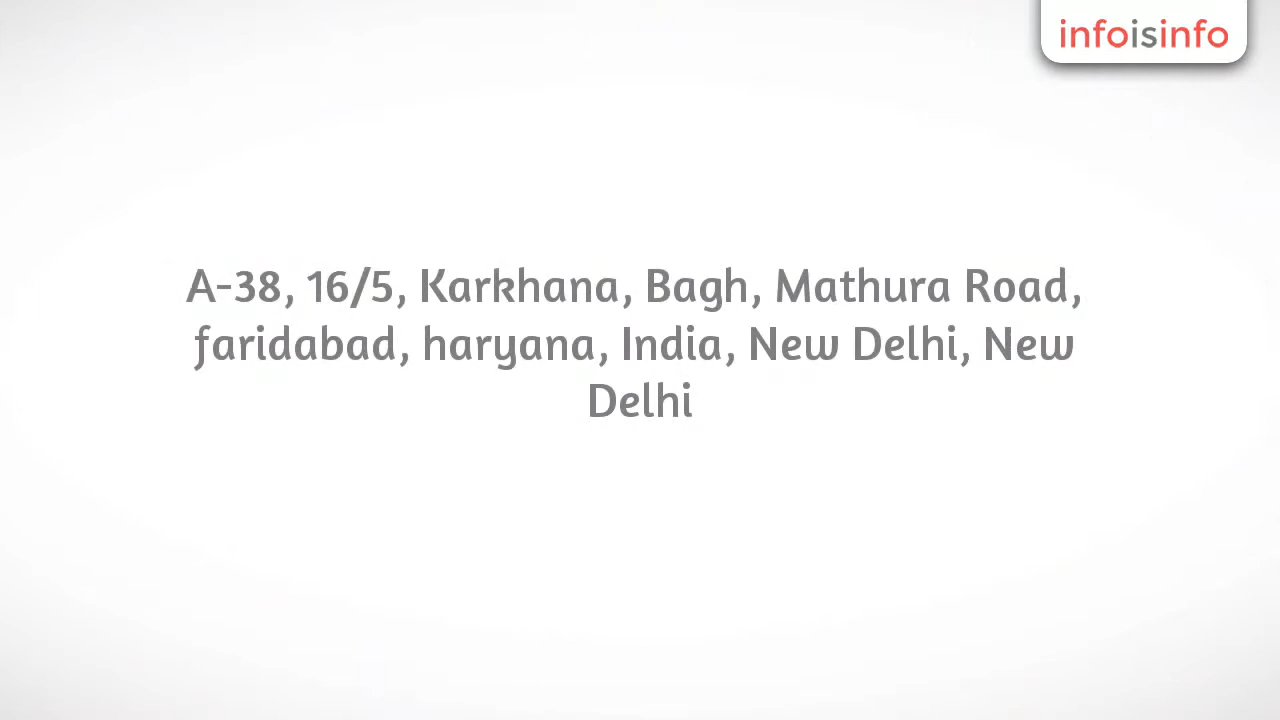 infoisinfo
A-38, 16/5, Karkhana, Bagh, Mathura Road,
faridabad, haryana, India, New Delhi, New
Delhi